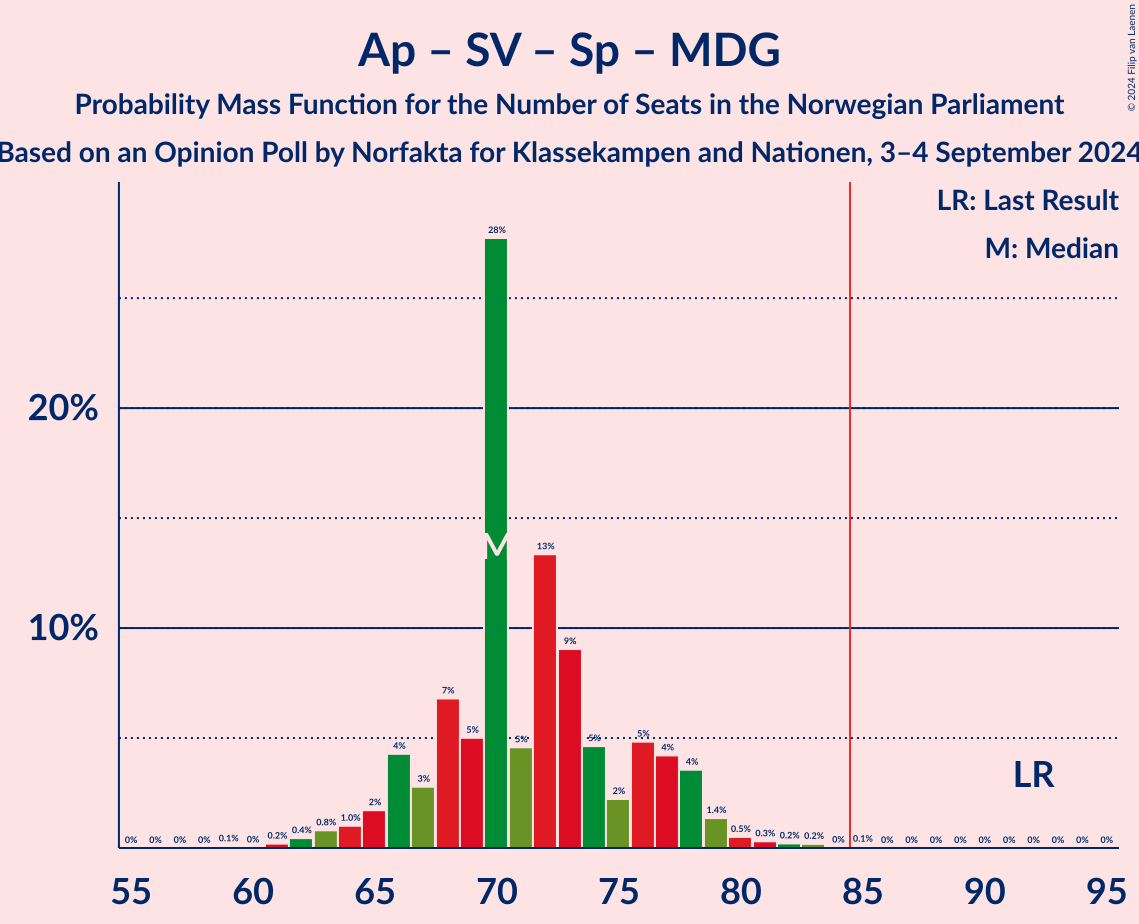 Ap – SV – Sp – MDG
Probability Mass Function for the Number of Seats in the Norwegian Parliament
Based on an Opinion Poll by Norfakta for Klassekampen and Nationen, 3–4 September 2024
© 2024 Filip van Laenen
LR: Last Result
M: Median
28%
20%
M
13%
10%
9%
7%
5%
5%
5%
5%
4%
4%
4%
3%
2%
2%
LR
0% 0% 0% 0% 0.1% 0% 0.2% 0.4% 0.8% 1.0% 1.4% 0.5% 0.3% 0.2% 0.2% 0% 0.1% 0% 0% 0% 0% 0% 0% 0% 0% 0% 0%
55 60 65 70 75 80 85 90 95